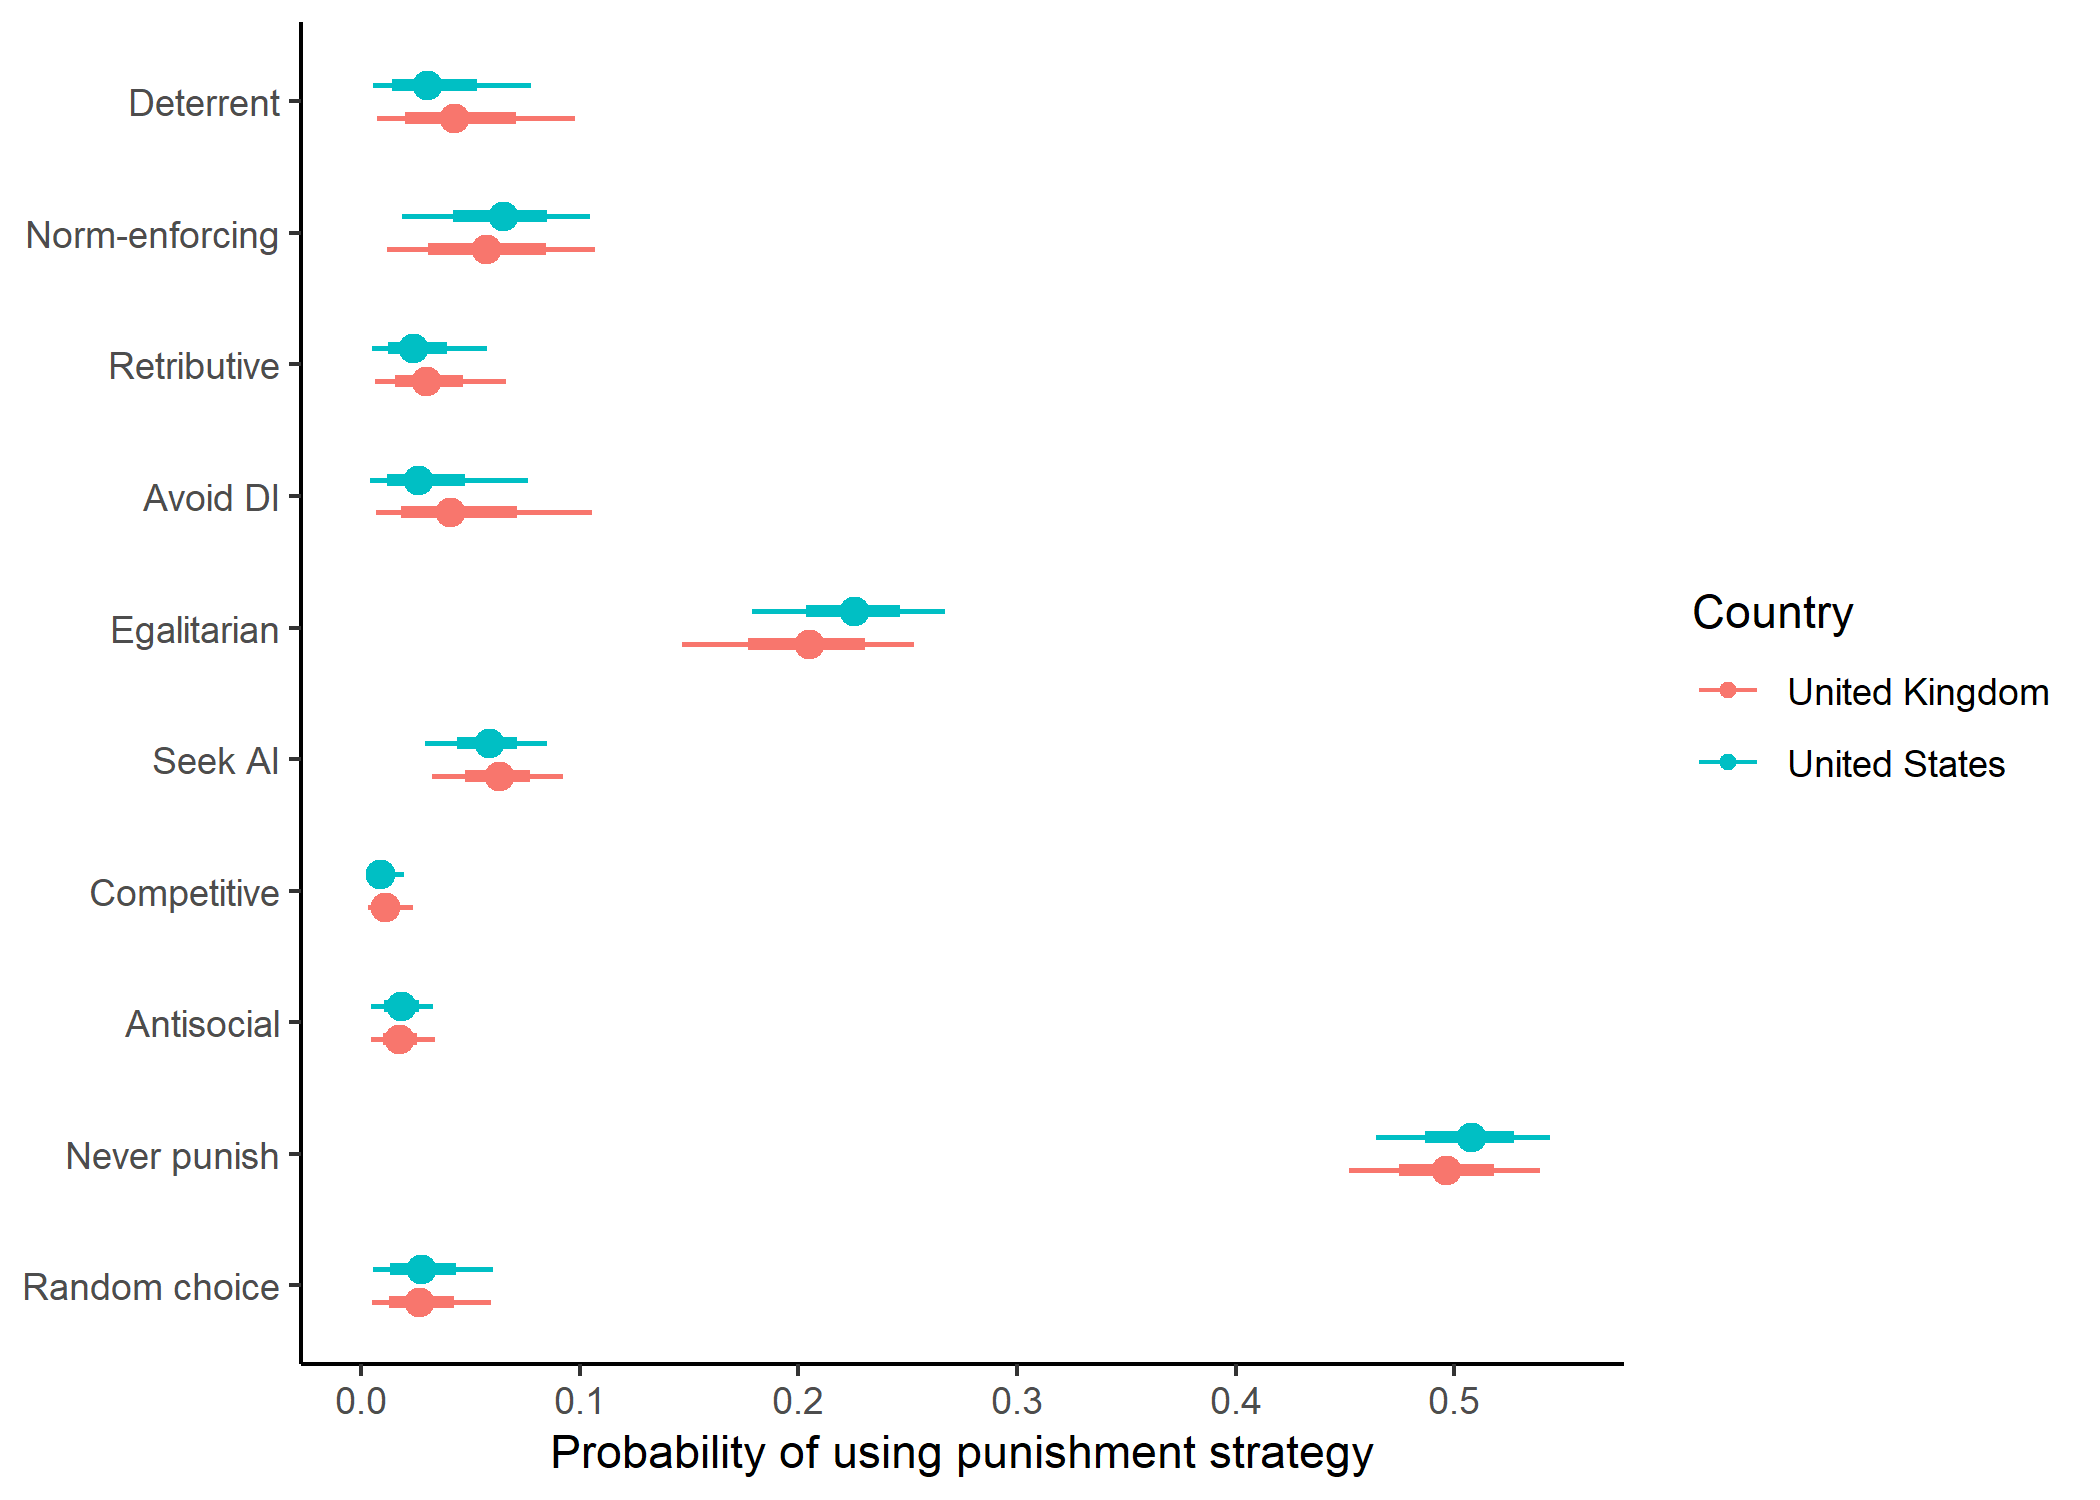 Deterrent
Norm-enforcing
Retributive
Avoid DI
Egalitarian
Seek AI
Competitive
Antisocial
Never punish
Random choice
0.0 0.1 0.2 0.3 0.4 0.5
Probability of using punishment strategy
Country
United Kingdom
United States